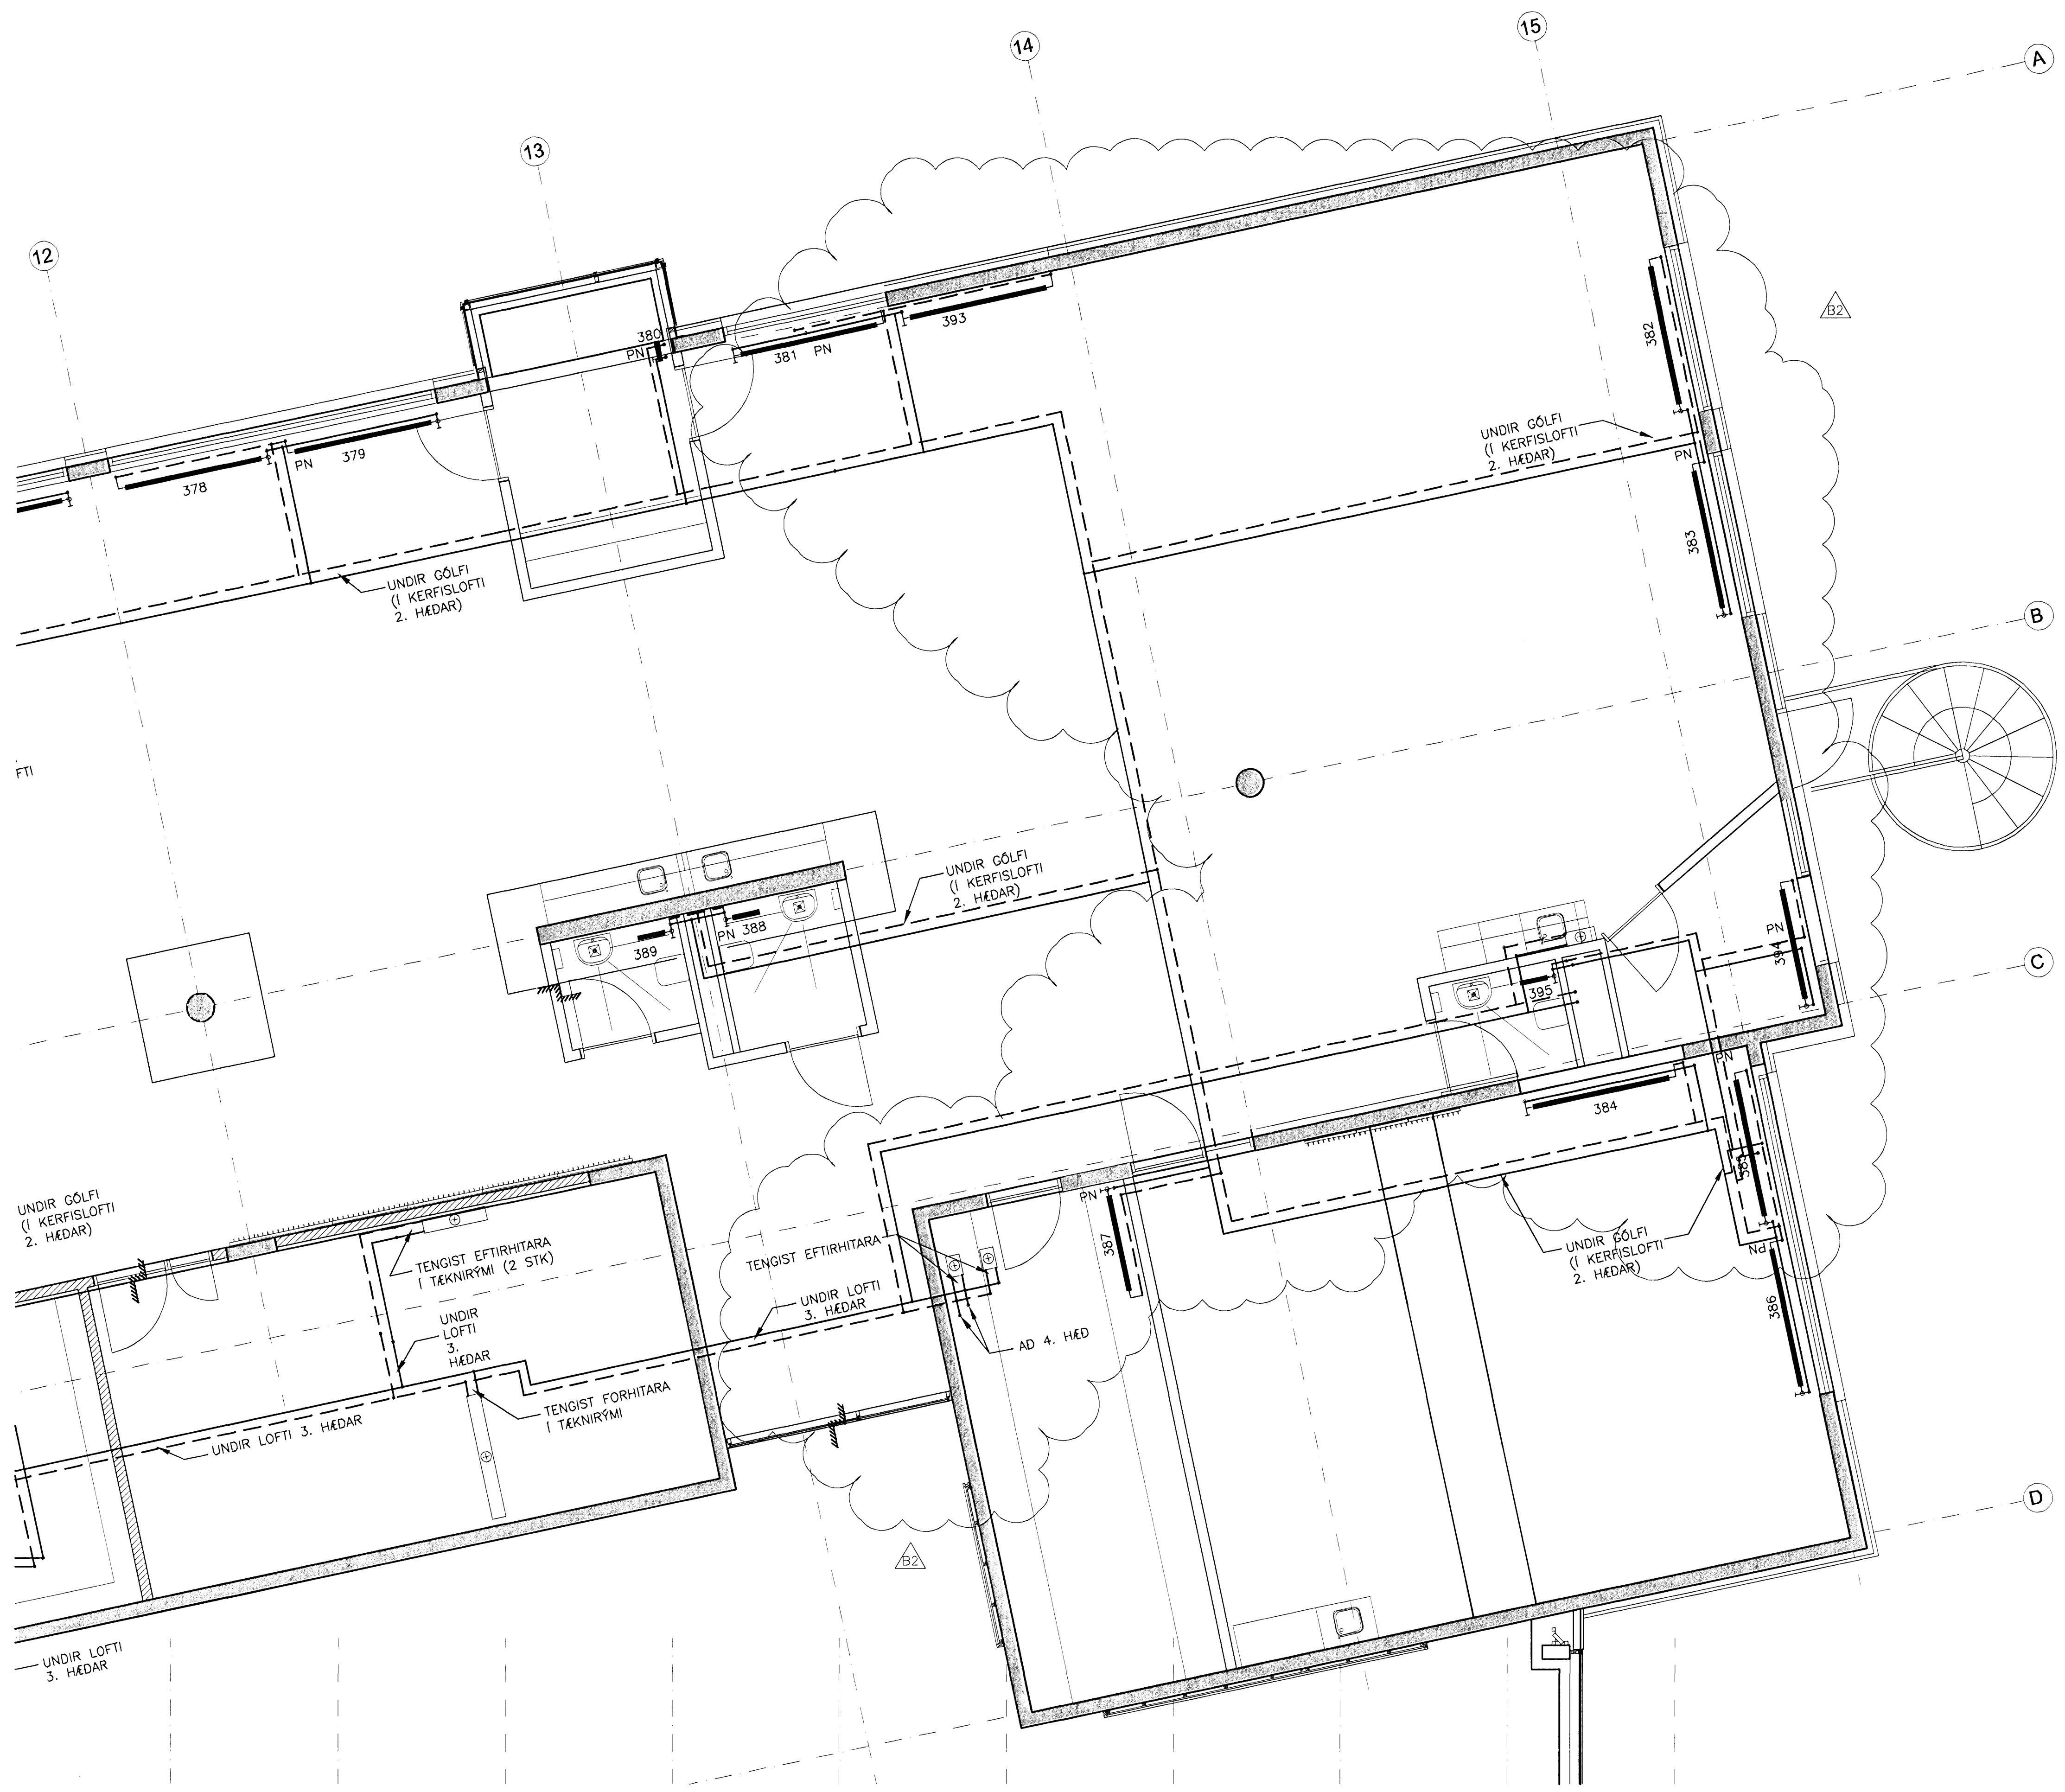 15
14
A
13
12
B2
380
PN
393
381 PN
382
379
PN
378
UNDIR GÓLFI
(Í KERFISLOFTI
2. HÆÐAR)
PN
383
UNDIR GÓLFI
(Í KERFISLOFTI
2. HÆÐAR)
B
FTI
UNDIR GÓLFI
(Í KERFISLOFTI
2. HÆÐAR)
PN 388
389
PN
394
395
C
PN
384
385
PN
387
UNDIR GÓLFI
(Í KERFISLOFTI
2. HÆÐAR)
UNDIR GÓLFI
(Í KERFISLOFTI
2. HÆÐAR)
PN
386
TENGIST EFTIRHITARA
Í TÆKNIRÝMI (2 STK)
TENGIST EFTIRHITARA
UNDIR LOFTI
3. HÆÐAR
UNDIR
LOFTI
3.
HÆÐAR
AÐ 4. HÆÐ
TENGIST FORHITARA
Í TÆKNIRÝMI
UNDIR LOFTI 3. HÆÐAR
D
B2
UNDIR LOFTI
3. HÆÐAR